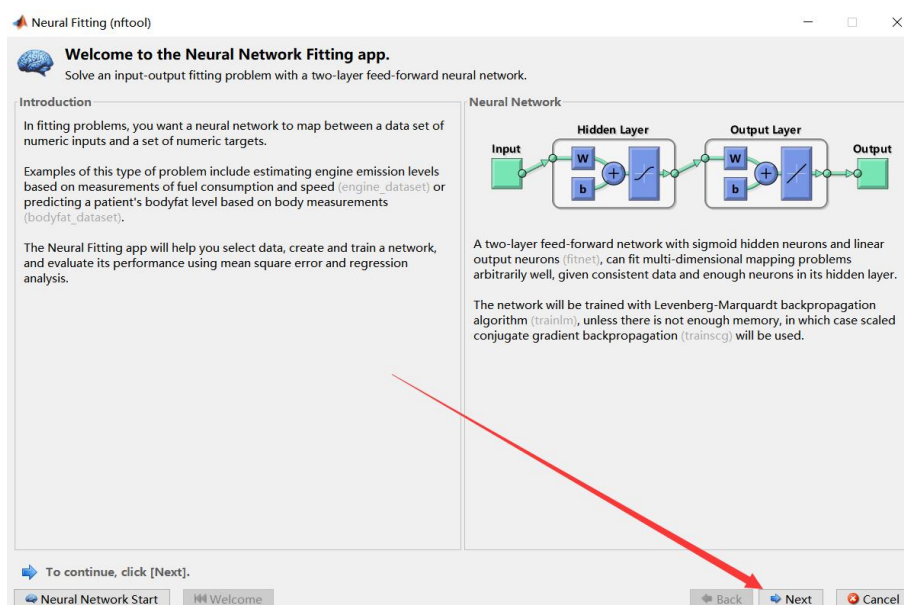 Neural Fitting (nftool)
Welcome to the Neural Network Fitting app.
Solve an input-output fitting problem with a two-layer feed-forward neural network.
Introduction
In fitting problems, you want a neural network to map between a data set of
numeric inputs and a set of numeric targets.
Examples of this type of problem include estimating engine emission levels
based on measurements of fuel consumption and speed (engine_dataset) or
predicting a patient's bodyfat level based on body measurements
(bodyfat_dataset).
The Neural Fitting app will help you select data, create and train a network,
and evaluate its performance using mean square error and regression
analysis.
Neural Network
Hidden Layer
Output Layer
Input
Output
W
b
W
b
A two-layer feed-forward network with sigmoid hidden neurons and linear
output neurons (fitnet), can fit multi-dimensional mapping problems
arbitrarily well, given consistent data and enough neurons in its hidden layer.
The network will be trained with Levenberg-Marquardt backpropagation
algorithm (trainlm), unless there is not enough memory, in which case scaled
conjugate gradient backpropagation (trainscg) will be used.
To continue, click [Next].
Neural Network Start
Welcome
Back
Next
Cancel